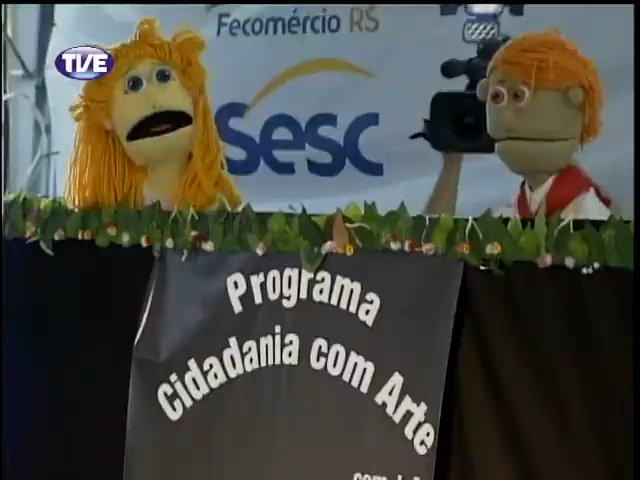 Fecomércio RS
TVE
Sesc
Programa
Cidadania com Arte